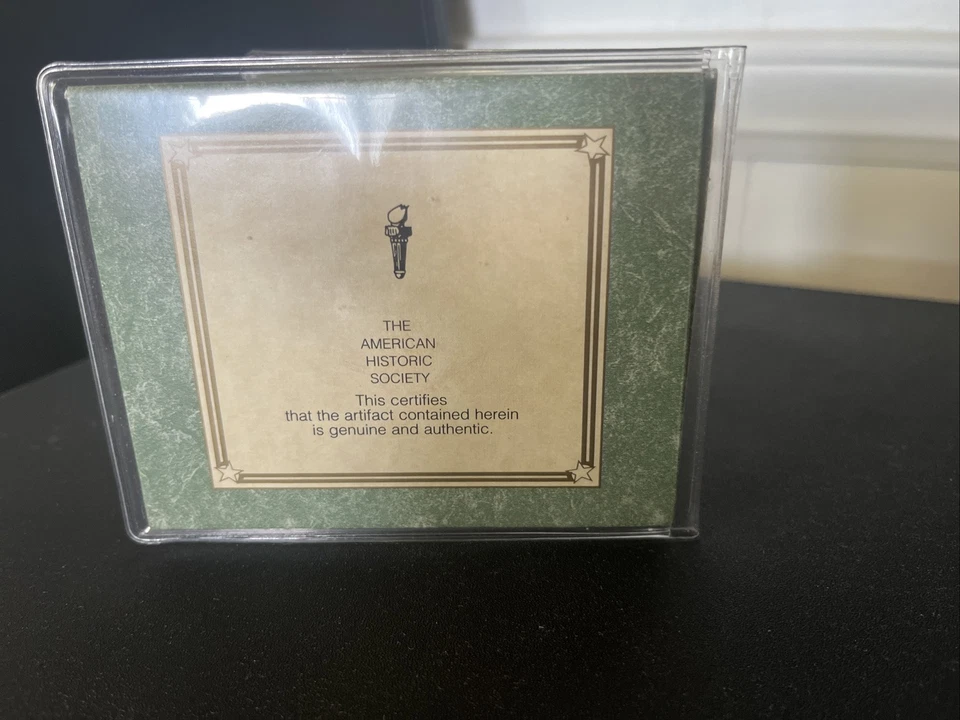 THE
AMERICAN
HISTORIC
SOCIETY
This certifies
that the artifact contained herein
is genuine and authentic.